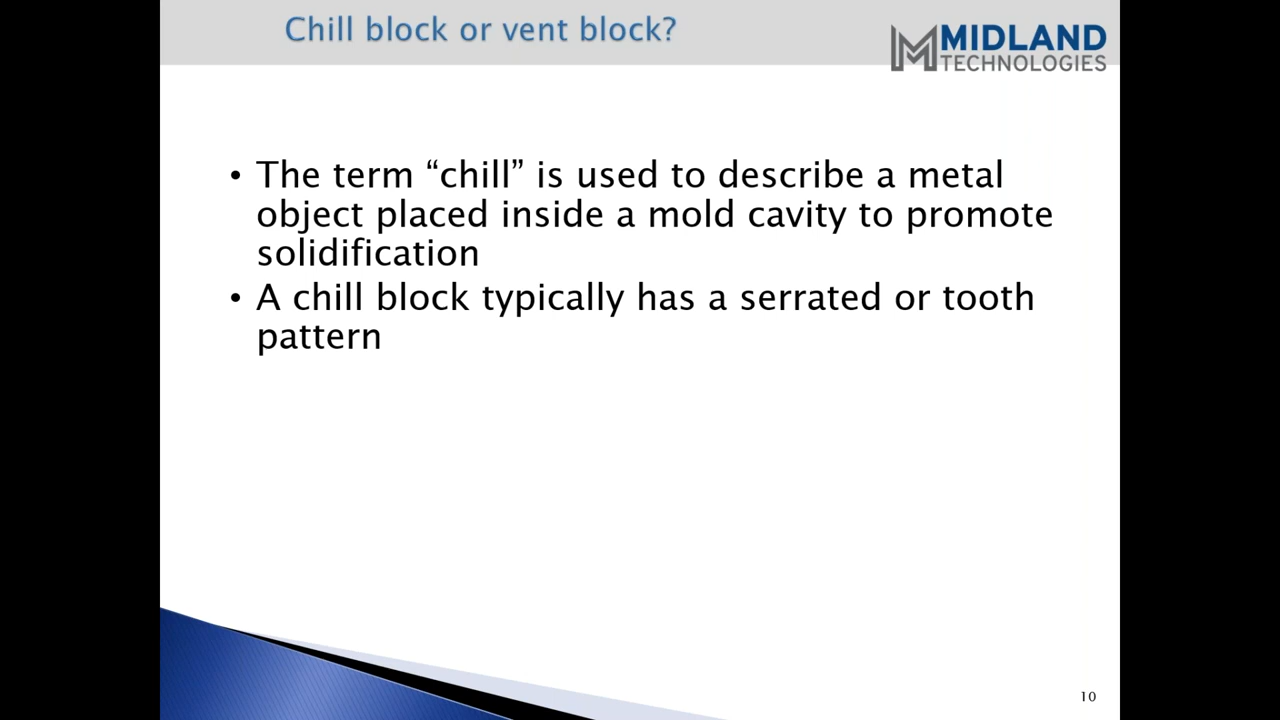 Chill block or vent block?
MIDLAND
TECHNOLOGIES
• The term “chill” is used to describe a metal
object placed inside a mold cavity to promote
solidification
• A chill block typically has a serrated or tooth
pattern
10